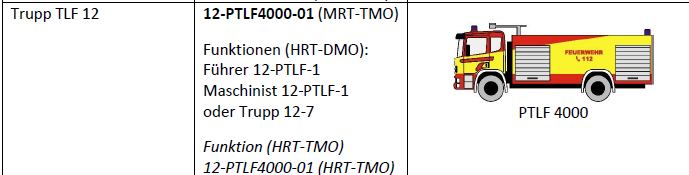 Trupp TLF 12
12-PTLF4000-01 (MRT-TMO)
Funktionen (HRT-DMO):
Führer 12-PTLF-1
Maschinist 12-PTLF-1
oder Trupp 12-7
Funktion (HRT-TMO)
12-PTLF4000-01 (HRT-TMO)
FEUERWEHR
112
PTLF 4000